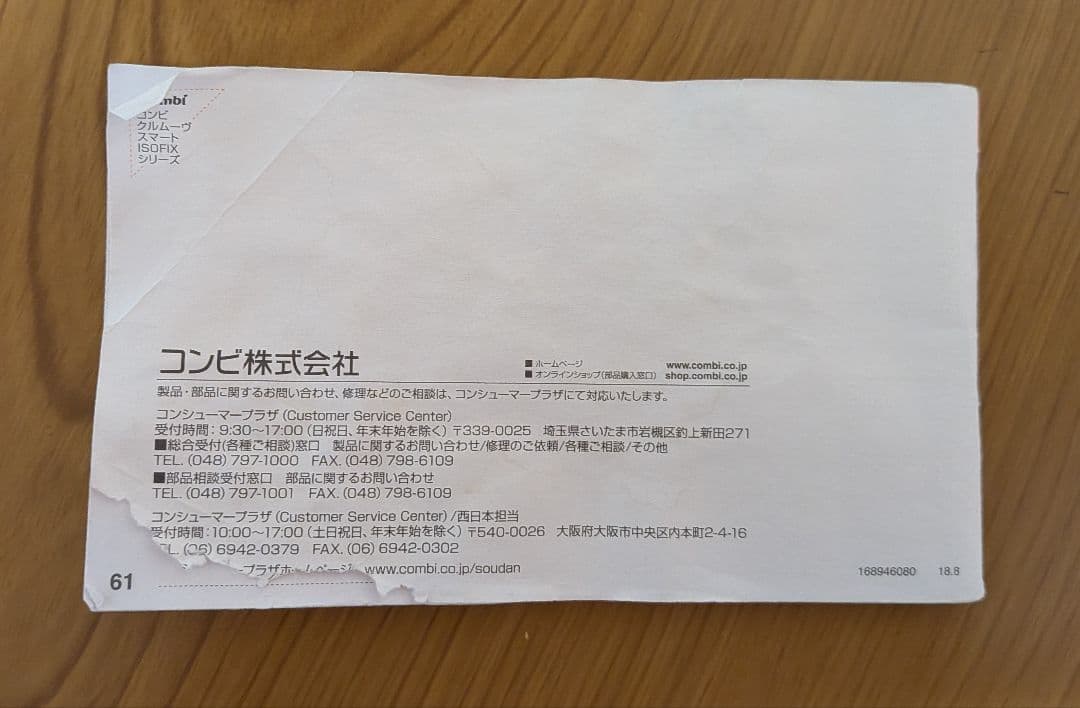 mbi
コンビ
クルムーヴ
スマート
ISOFIX
シリーズ
コンビ株式会社
■ ホームページ www.combi.co.jp
■ オンラインショップ(部品購入窓口) shop.combi.co.jp
製品・部品に関するお問い合わせ、修理などのご相談は、コンシューマープラザにて対応いたします。
コンシューマープラザ(Customer Service Center)
受付時間：9:30～17:00(日祝日、年末年始を除く)〒339-0025 埼玉県さいたま市岩槻区釣上新田271
■総合受付(各種ご相談)窓口 製品に関するお問い合わせ/修理のご依頼/各種ご相談/その他
TEL.(048)797-1000 FAX.(048)798-6109
■部品相談受付窓口 部品に関するお問い合わせ
TEL.(048)797-1001 FAX.(048)798-6109
コンシューマープラザ(Customer Service Center)/西日本担当
受付時間：10:00～17:00(土日祝日、年末年始を除く)〒540-0026 大阪府大阪市中央区内本町2-4-16
EL.(06)6942-0379 FAX.(06)6942-0302
ープラザホームページ www.combi.co.jp/soudan
61
168946080 18.8